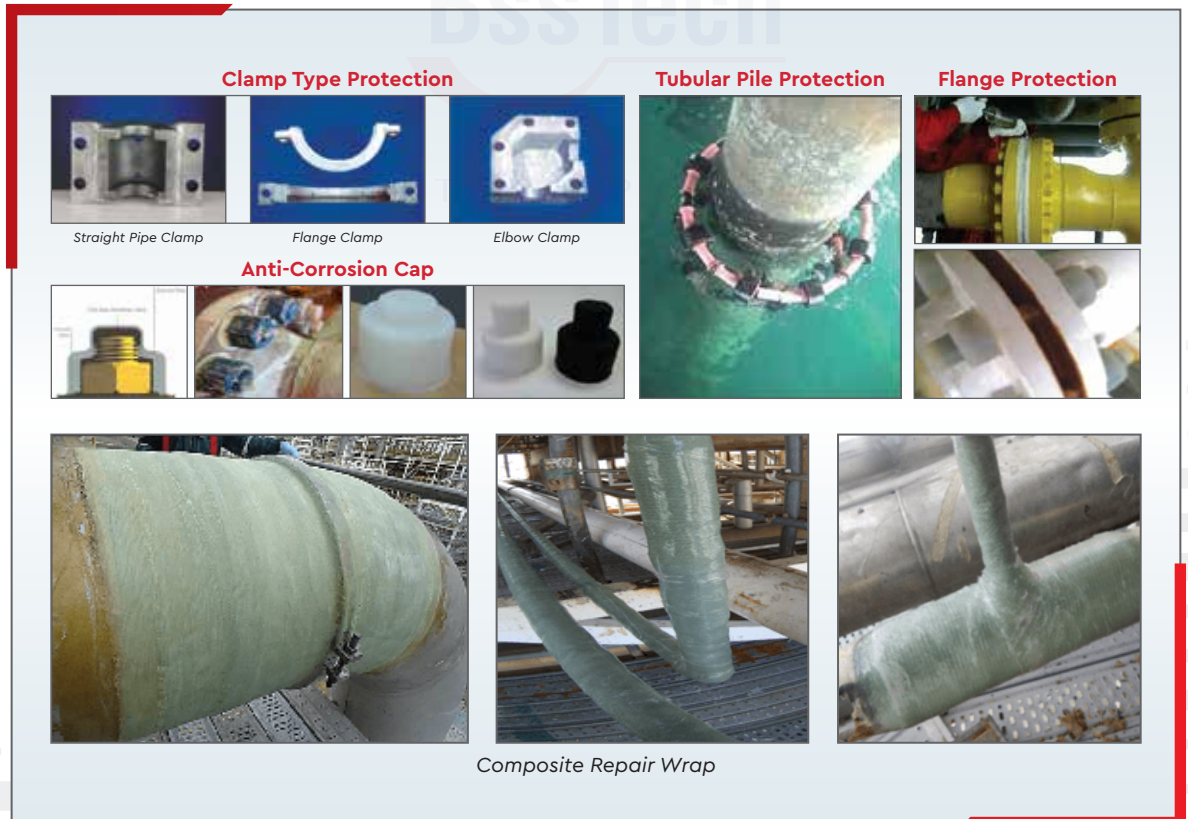 BssTech
Clamp Type Protection
Tubular Pile Protection
Flange Protection
Straight Pipe Clamp
Flange Clamp
Elbow Clamp
Anti-Corrosion Cap
Composite Repair Wrap